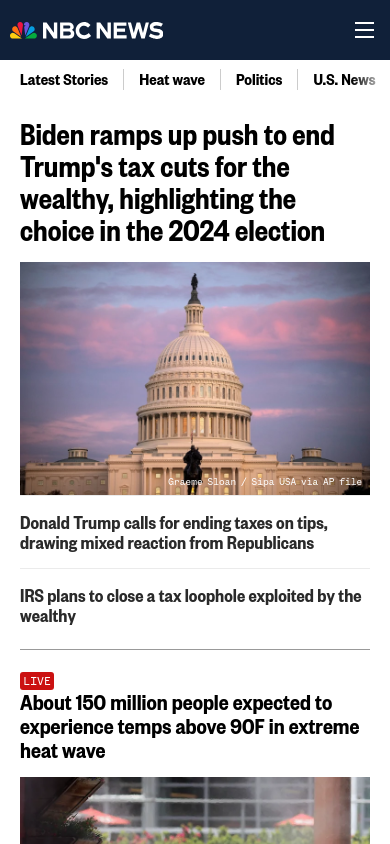 NBC NEWS
Latest Stories
Heat wave
Politics
U.S. News
Biden ramps up push to end
Trump's tax cuts for the
wealthy, highlighting the
choice in the 2024 election
Graeme Sloan / Sipa USA via AP file
Donald Trump calls for ending taxes on tips,
drawing mixed reaction from Republicans
IRS plans to close a tax loophole exploited by the
wealthy
LIVE
About 150 million people expected to
experience temps above 90F in extreme
heat wave